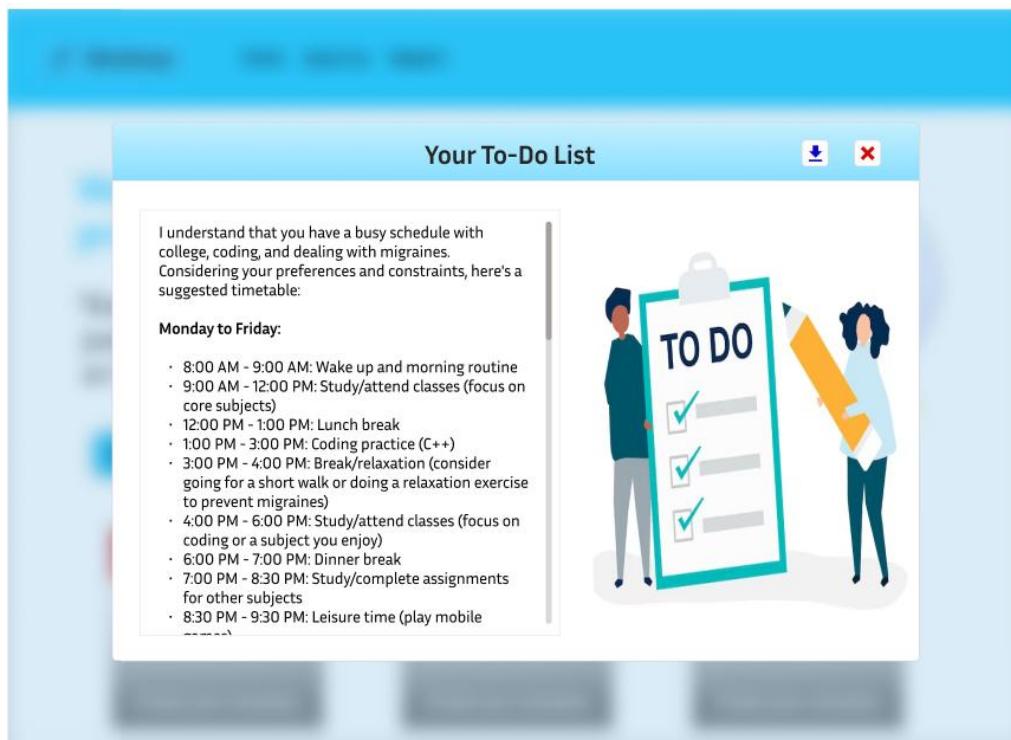 Your To-Do List
I understand that you have a busy schedule with
college, coding, and dealing with migraines.
Considering your preferences and constraints, here's a
suggested timetable:
Monday to Friday:
· 8:00 AM - 9:00 AM: Wake up and morning routine
· 9:00 AM - 12:00 PM: Study/attend classes (focus on
core subjects)
· 12:00 PM - 1:00 PM: Lunch break
· 1:00 PM - 3:00 PM: Coding practice (C++)
· 3:00 PM - 4:00 PM: Break/relaxation (consider
going for a short walk or doing a relaxation exercise
to prevent migraines)
· 4:00 PM - 6:00 PM: Study/attend classes (focus on
coding or a subject you enjoy)
· 6:00 PM - 7:00 PM: Dinner break
· 7:00 PM - 8:30 PM: Study/complete assignments
for other subjects
· 8:30 PM - 9:30 PM: Leisure time (play mobile
TO DO